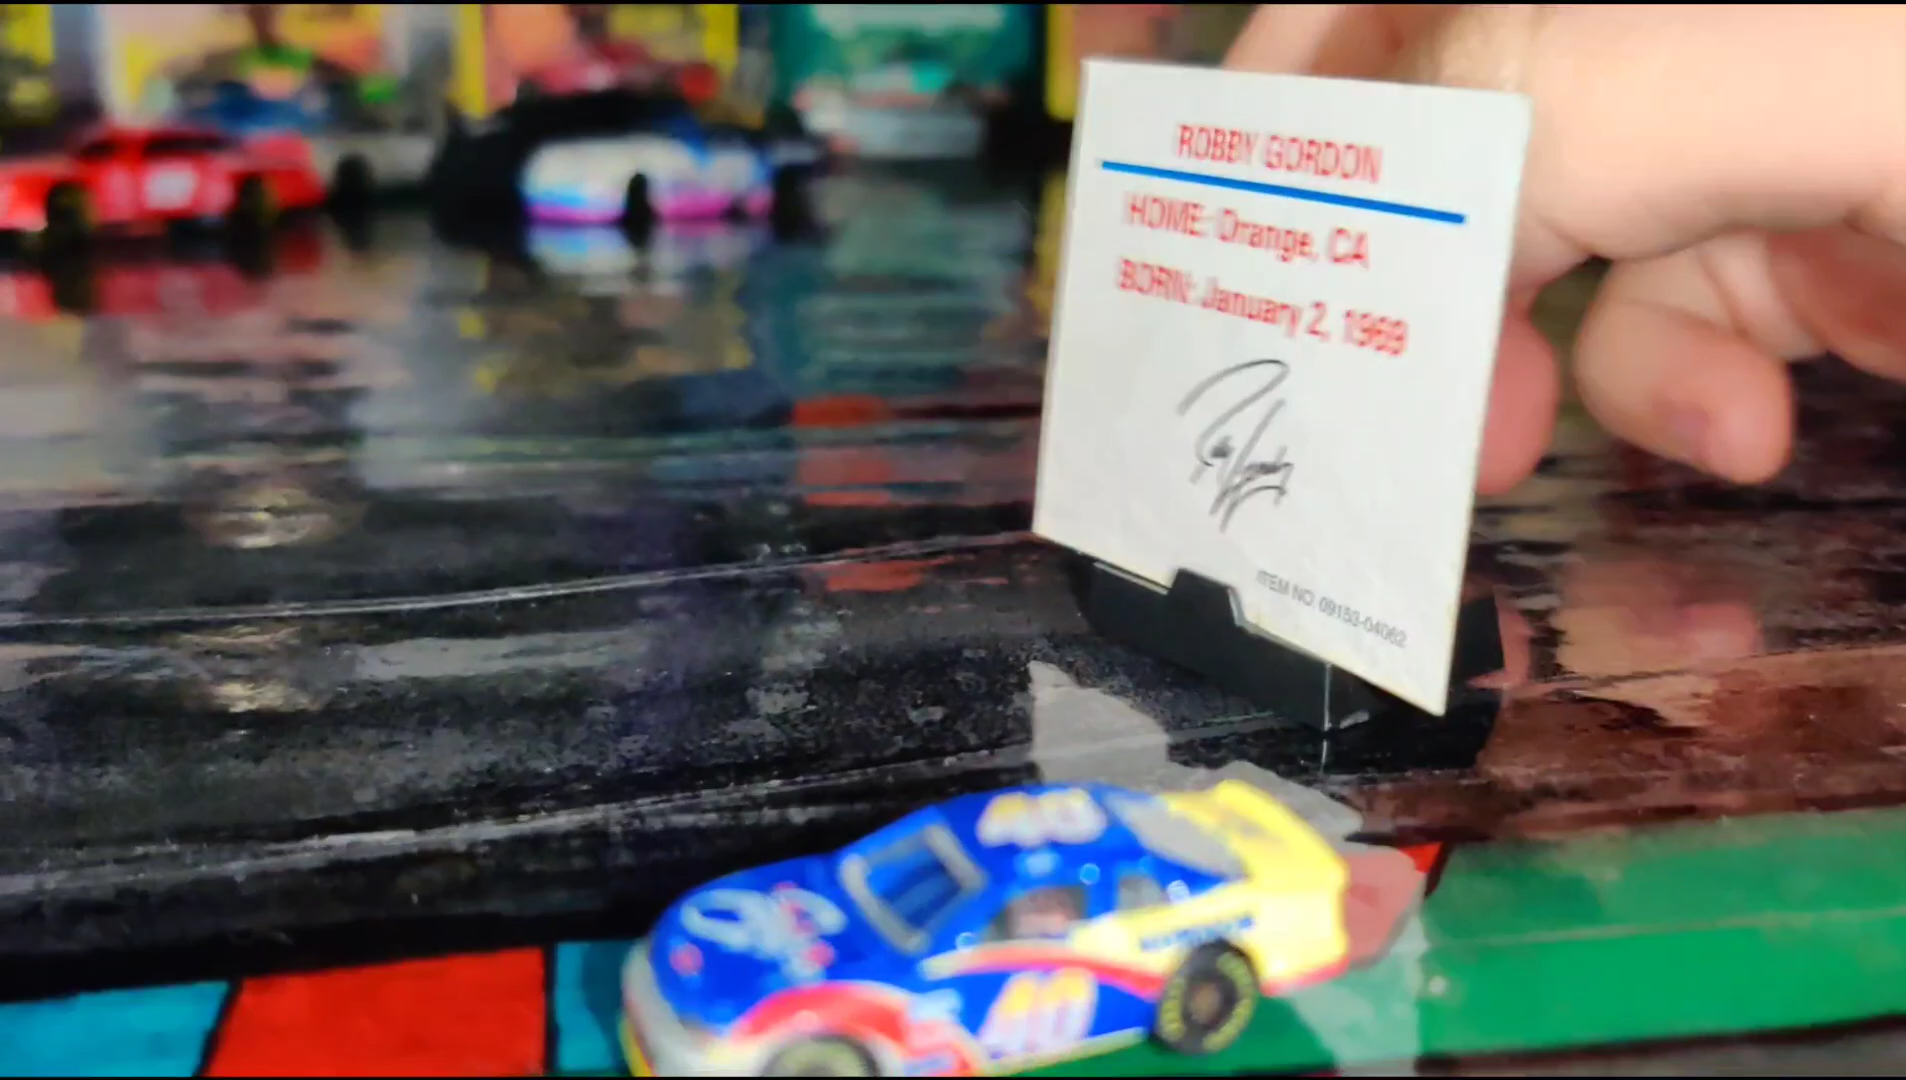 ROBBY GORDON
HOME: Orange, CA
BORN: January 2, 1969
ITEM NO. 09153-04062
40
40